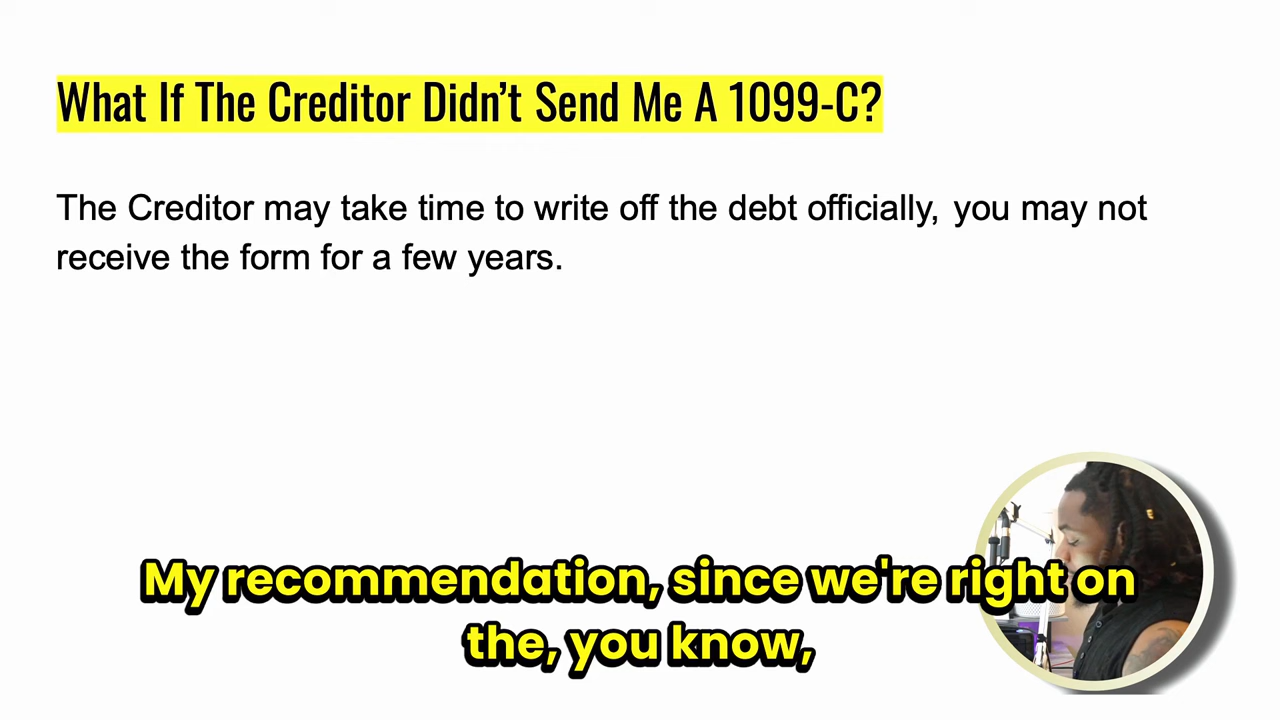 What If The Creditor Didn’t Send Me A 1099-C?
The Creditor may take time to write off the debt officially, you may not
receive the form for a few years.
My recommendation, since we're right on
the, you know,